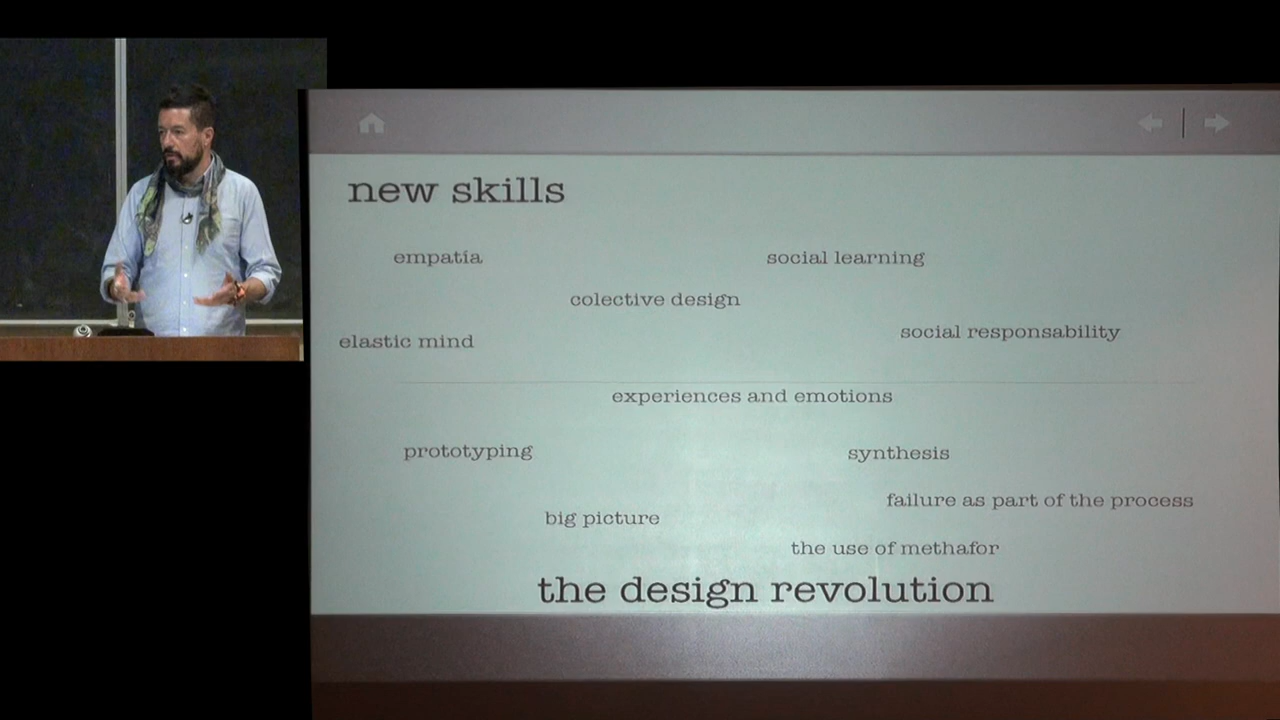 new skills
empatía
social learning
colective design
social responsability
elastic mind
experiences and emotions
prototyping
synthesis
failure as part of the process
big picture
the use of methafor
the design revolution